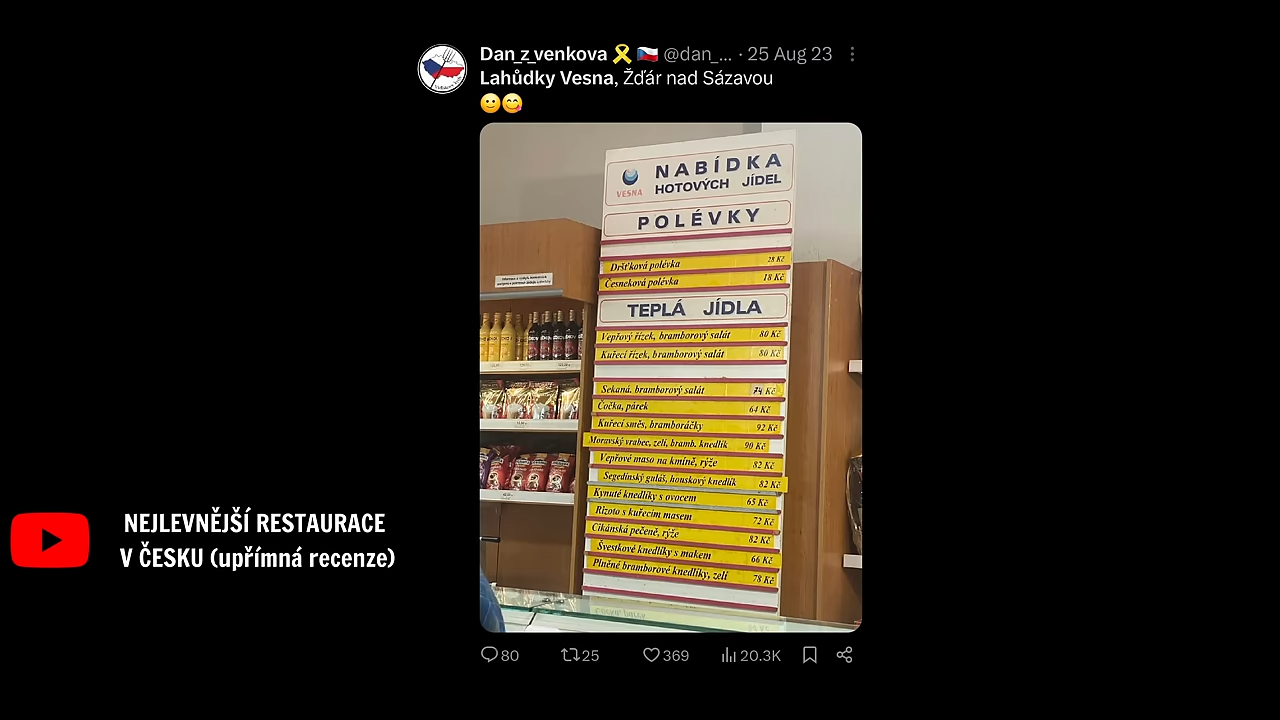 Dan_z_venkova 🎗️ 🇨🇿 @dan_... · 25 Aug 23
Lahůdky Vesna, Žďár nad Sázavou
🙂😋
VESNA
NABÍDKA
HOTOVÝCH JÍDEL
POLÉVKY
Dršťková polévka 28 Kč
Česneková polévka 18 Kč
TEPLÁ JÍDLA
Vepřový řízek, bramborový salát 80 Kč
Kuřecí řízek, bramborový salát 80 Kč
Sekaná, bramborový salát 74 Kč
Čočka, párek 64 Kč
Kuřecí směs, bramboráčky 92 Kč
Moravský vrabec, zelí, bramb. knedlík 90 Kč
Vepřové maso na kmíně, rýže 82 Kč
Segedínský guláš, houskový knedlík 82 Kč
Kynuté knedlíky s ovocem 65 Kč
Rizoto s kuřecím masem 72 Kč
Cikánská pečeně, rýže 82 Kč
Švestkové knedlíky s makem 66 Kč
Plněné bramborové knedlíky, zelí 78 Kč
NEJLEVNĚJŠÍ RESTAURACE
V ČESKU (upřímná recenze)
80 25 369 20.3K